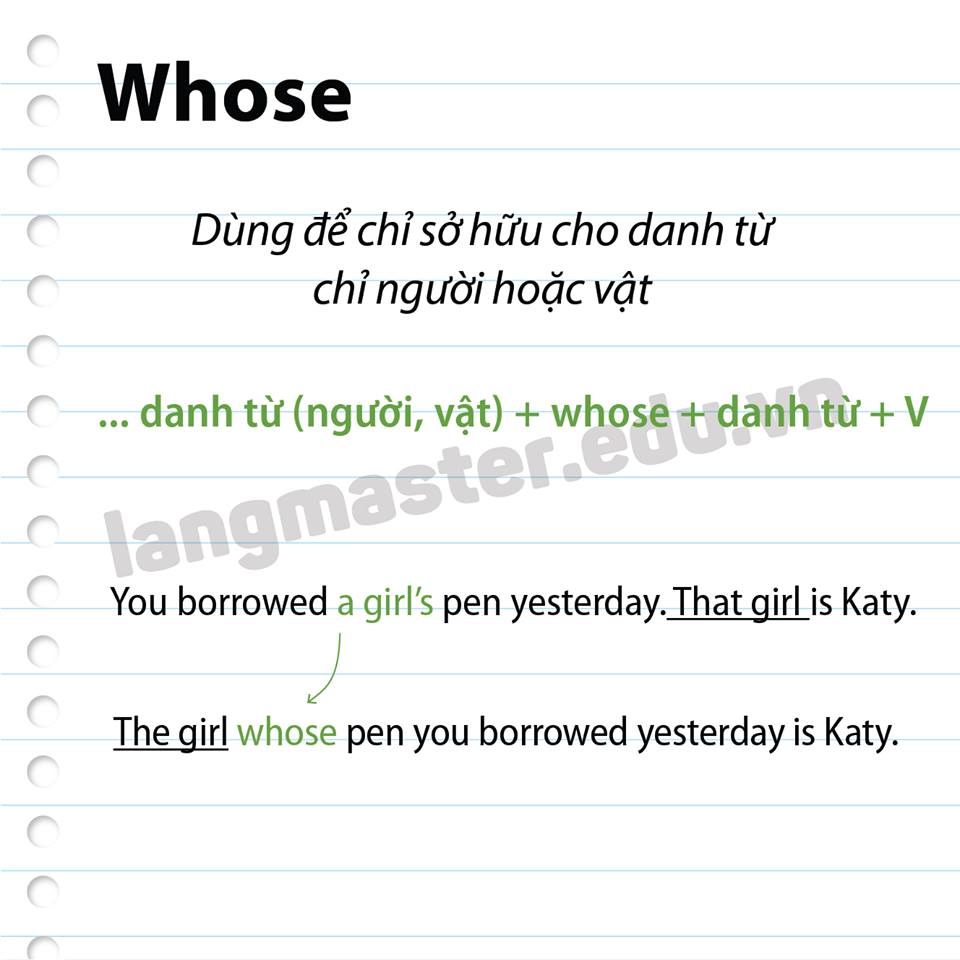 Whose
Dùng để chỉ sở hữu cho danh từ
chỉ người hoặc vật
... danh từ (người, vật) + whose + danh từ + V
langmaster.edu.vn
You borrowed a girl's pen yesterday. That girl is Katy.
The girl whose pen you borrowed yesterday is Katy.